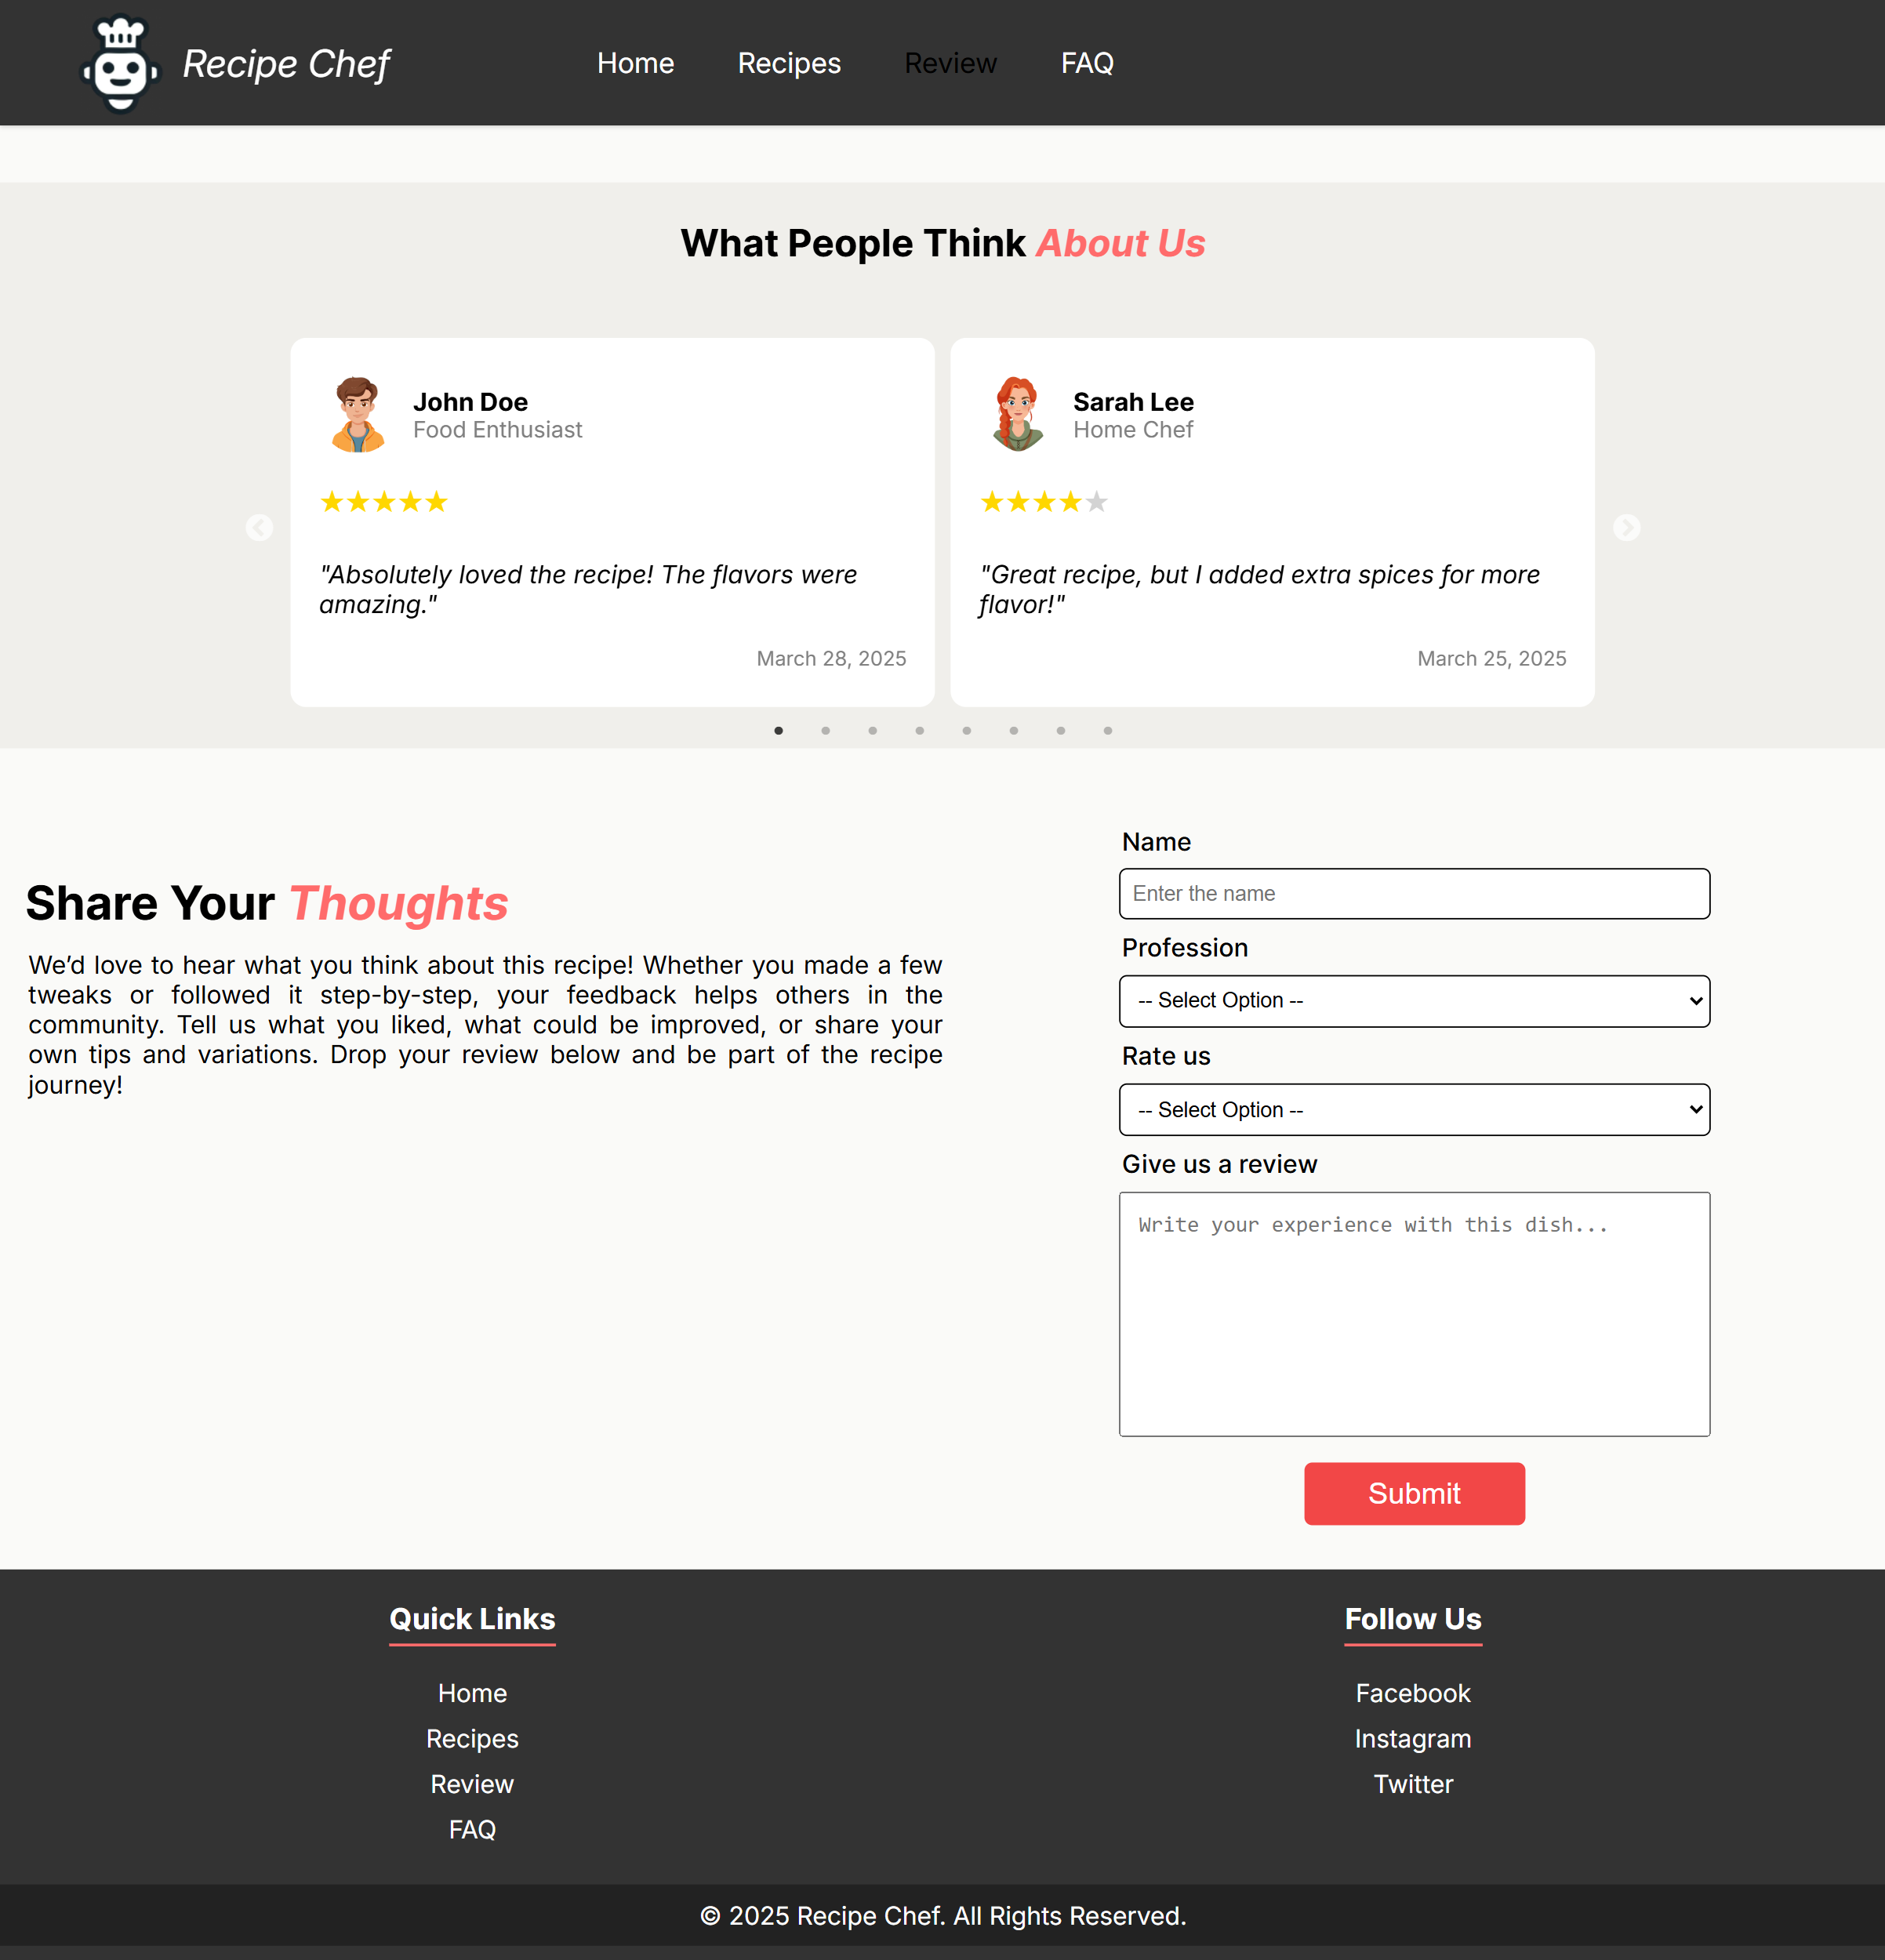 Recipe Chef
Home Recipes Review FAQ
What People Think About Us
John Doe
Food Enthusiast
★★★★★
"Absolutely loved the recipe! The flavors were
amazing."
March 28, 2025
Sarah Lee
Home Chef
★★★★★
"Great recipe, but I added extra spices for more
flavor!"
March 25, 2025
Share Your Thoughts
We’d love to hear what you think about this recipe! Whether you made a few
tweaks or followed it step-by-step, your feedback helps others in the
community. Tell us what you liked, what could be improved, or share your
own tips and variations. Drop your review below and be part of the recipe
journey!
Name
Enter the name
Profession
-- Select Option --
Rate us
-- Select Option --
Give us a review
Write your experience with this dish...
Submit
Quick Links
Home
Recipes
Review
FAQ
Follow Us
Facebook
Instagram
Twitter
© 2025 Recipe Chef. All Rights Reserved.